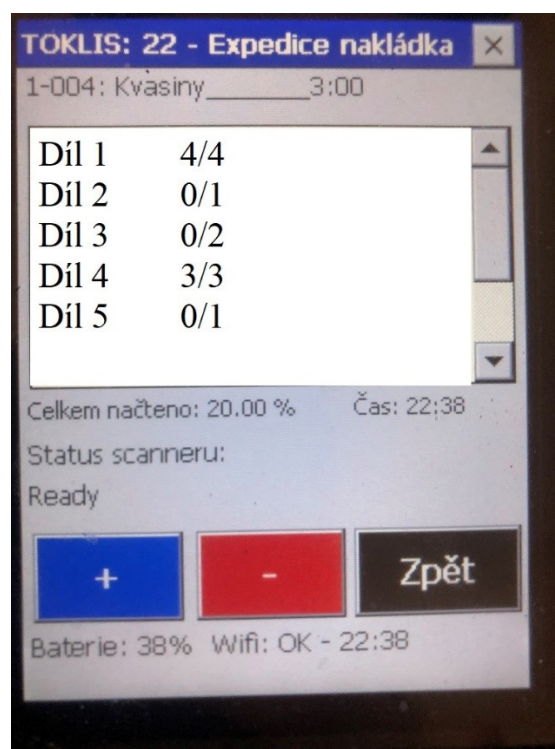 TOKLIS: 22 - Expedice nakládka
1-004: Kvasiny_______3:00
Díl 1 4/4
Díl 2 0/1
Díl 3 0/2
Díl 4 3/3
Díl 5 0/1
Celkem načteno: 20.00 % Čas: 22:38
Status scanneru:
Ready
+ - Zpět
Baterie: 38% Wifi: OK - 22:38